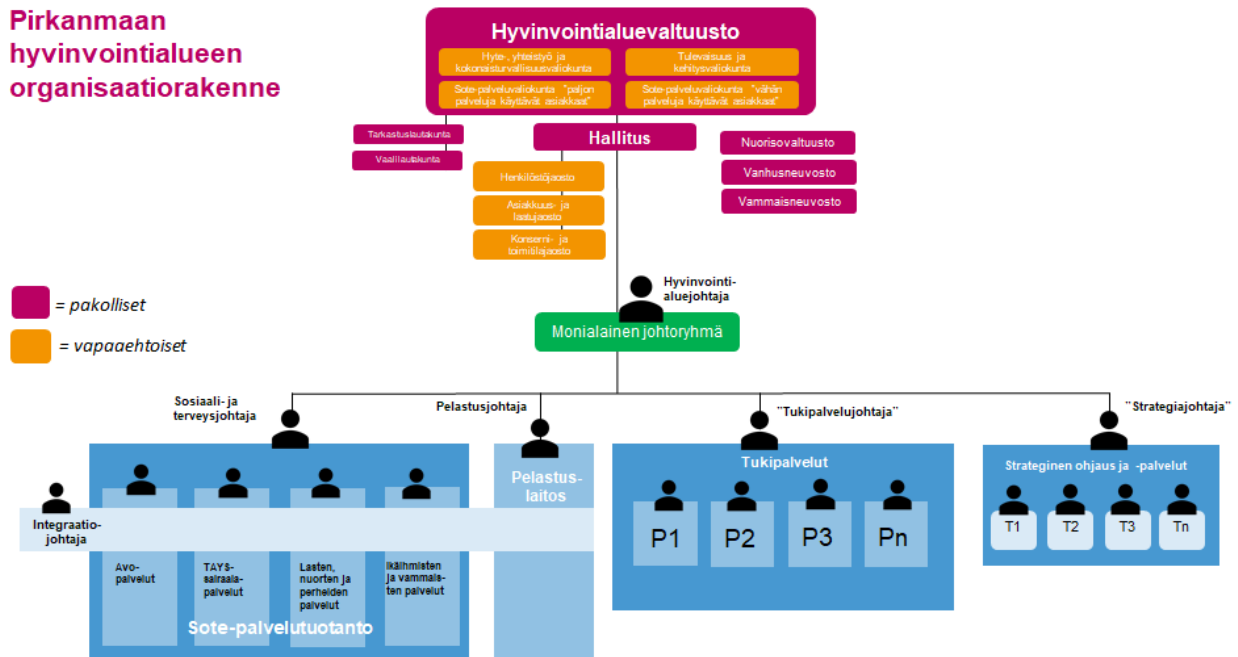 Pirkanmaan
hyvinvointialueen
organisaatiorakenne
Hyvinvointialuevaltuusto
Hyte-, yhteistyö ja
kokonaisturvallisuusvaliokunta
Tulevaisuus ja
kehitysvaliokunta
Sote-palveluvaliokunta "paljon
palveluja käyttävät asiakkaat"
Sote-palveluvaliokunta "vähän
palveluja käyttävät asiakkaat"
Tarkastuslautakunta
Vaalilautakunta
Hallitus
Nuorisovaltuusto
Vanhusneuvosto
Vammaisneuvosto
Henkilöstöjaosto
Asiakkuus- ja
laatujaosto
Konserni- ja
toimitilajaosto
= pakolliset
= vapaaehtoiset
Hyvinvointi-
aluejohtaja
Monialainen johtoryhmä
Sosiaali- ja
terveysjohtaja
Pelastusjohtaja
"Tukipalvelujohtaja"
"Strategiajohtaja"
Integraatio-
johtaja
Avo-
palvelut
TAYS-
sairaala-
palvelut
Lasten,
nuorten ja
perheiden
palvelut
Ikäihmisten
ja vammais-
ten palvelut
Sote-palvelutuotanto
Pelastus-
laitos
Tukipalvelut
P1
P2
P3
Pn
Strateginen ohjaus ja -palvelut
T1
T2
T3
Tn